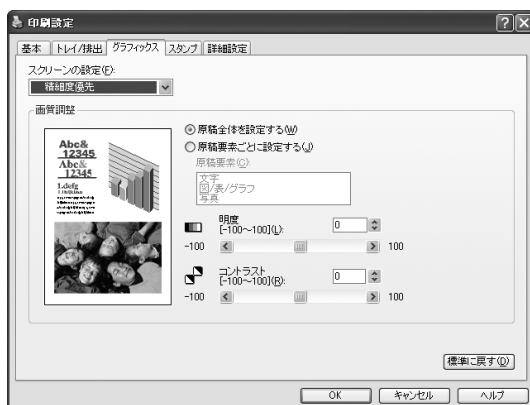 印刷設定
基本 トレイ/排出 グラフィックス スタンプ 詳細設定
スクリーンの設定(E):
精細度優先
画質調整
原稿全体を設定する(W)
原稿要素ごとに設定する(J)
原稿要素(C):
文字
図/表/グラフ
写真
Abc&
12345
Abc&
12345
1.defg
明度
[-100~100](L): 0
-100 100
コントラスト
[-100~100](R): 0
-100 100
標準に戻す(D)
OK キャンセル ヘルプ